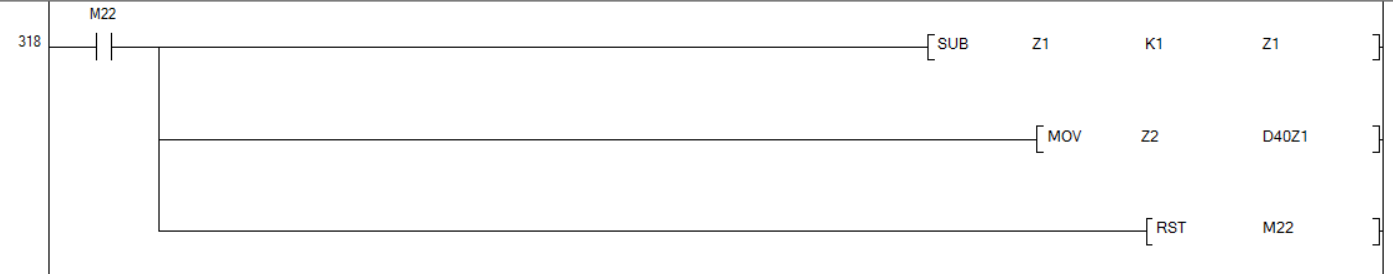 M22
318 SUB Z1 K1 Z1
MOV Z2 D40Z1
RST M22